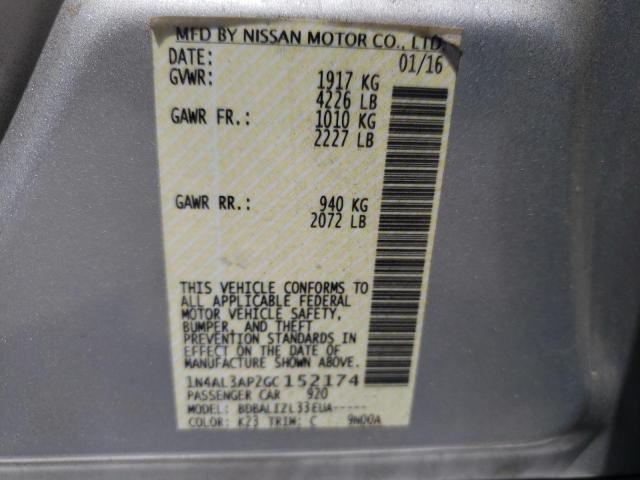 MFD BY NISSAN MOTOR CO., LTD.
DATE: 01/16
GVWR: 1917 KG
4226 LB
GAWR FR.: 1010 KG
2227 LB
GAWR RR.: 940 KG
2072 LB
THIS VEHICLE CONFORMS TO
ALL APPLICABLE FEDERAL
MOTOR VEHICLE SAFETY,
BUMPER, AND THEFT
PREVENTION STANDARDS IN
EFFECT ON THE DATE OF
MANUFACTURE SHOWN ABOVE.
1N4AL3AP2GC152174
PASSENGER CAR 920
MODEL: BDBALIZL33EUA-----
COLOR: K23 TRIM: C 9N00A